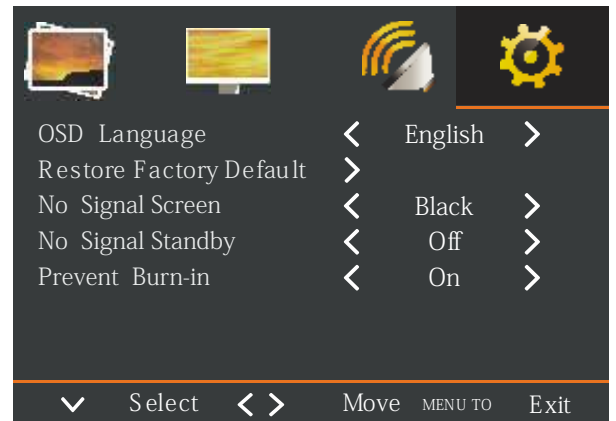 OSD Language English
Restore Factory Default
No Signal Screen Black
No Signal Standby Off
Prevent Burn-in On
Select Move MENU TO Exit